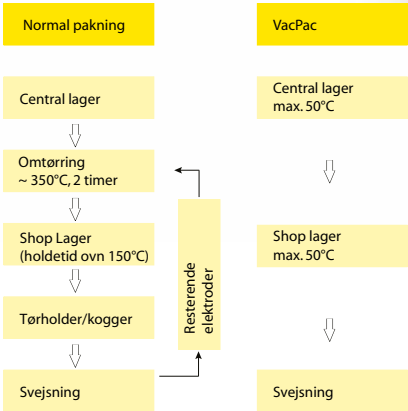 Normal pakning
Central lager
Omtørring
~ 350°C, 2 timer
Shop Lager
(holdetid ovn 150°C)
Tørholder/kogger
Svejsning
Resterende
elektroder
VacPac
Central lager
max. 50°C
Shop lager
max. 50°C
Svejsning